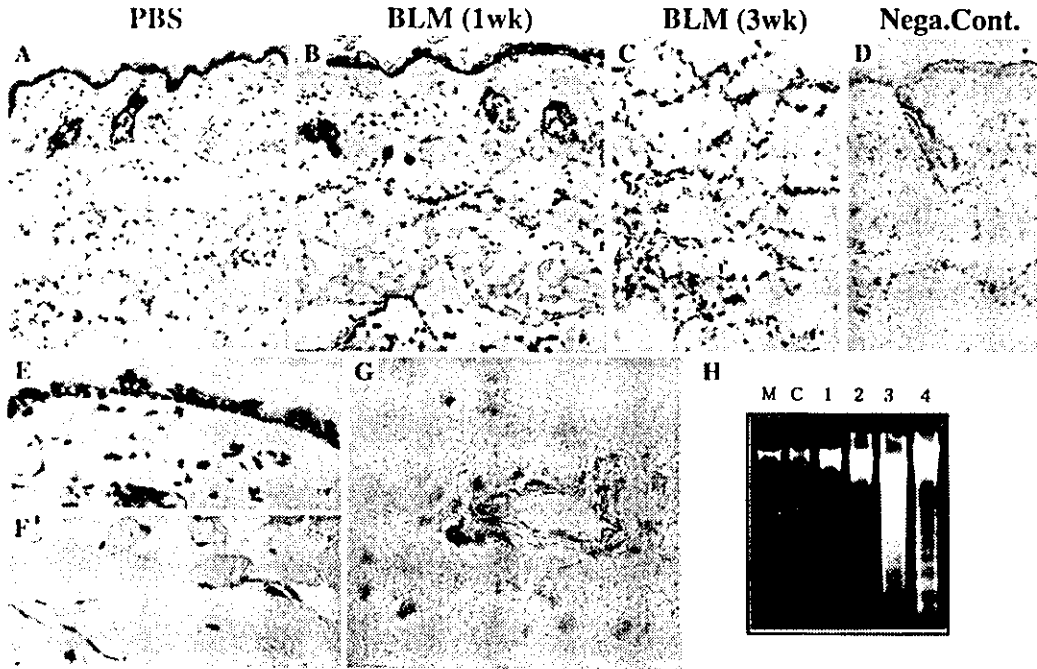 PBS BLM (1wk) BLM (3wk) Nega.Cont.
A B C D
E G H
M C 1 2 3 4
F